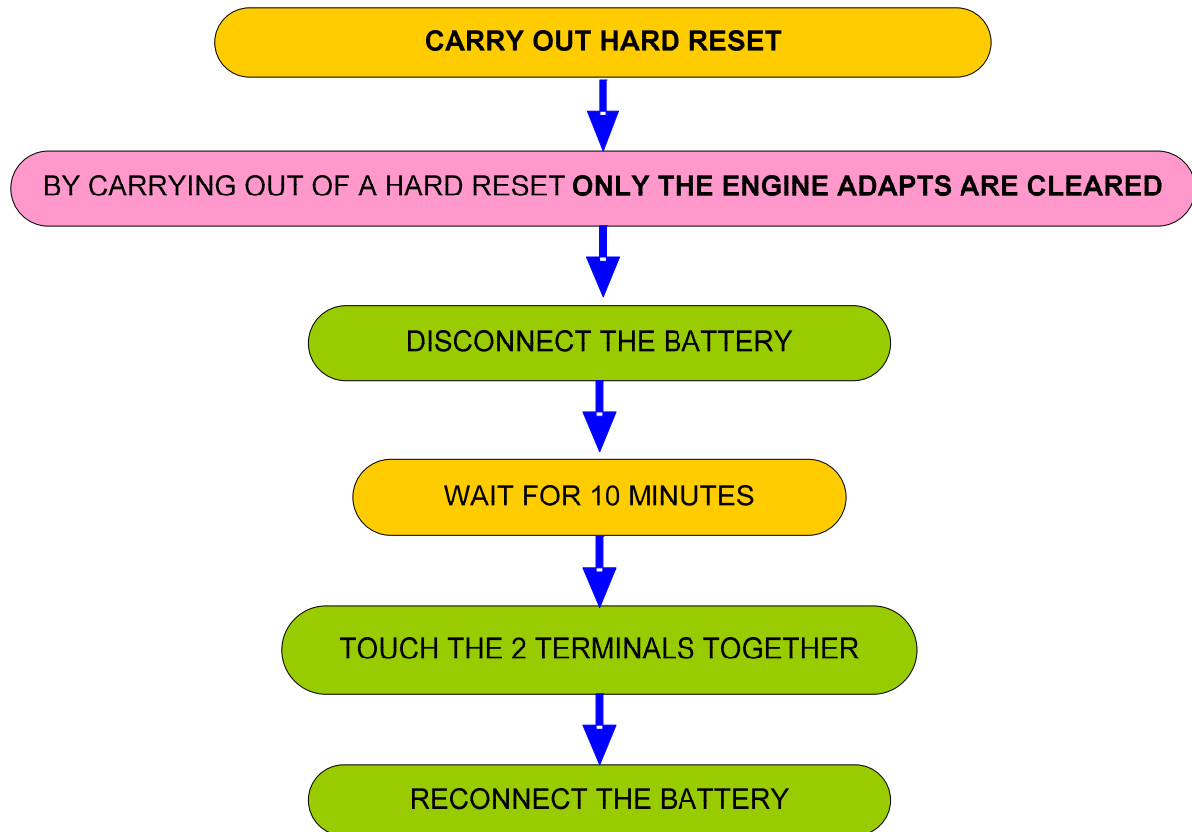 CARRY OUT HARD RESET
BY CARRYING OUT OF A HARD RESET ONLY THE ENGINE ADAPTS ARE CLEARED
DISCONNECT THE BATTERY
WAIT FOR 10 MINUTES
TOUCH THE 2 TERMINALS TOGETHER
RECONNECT THE BATTERY